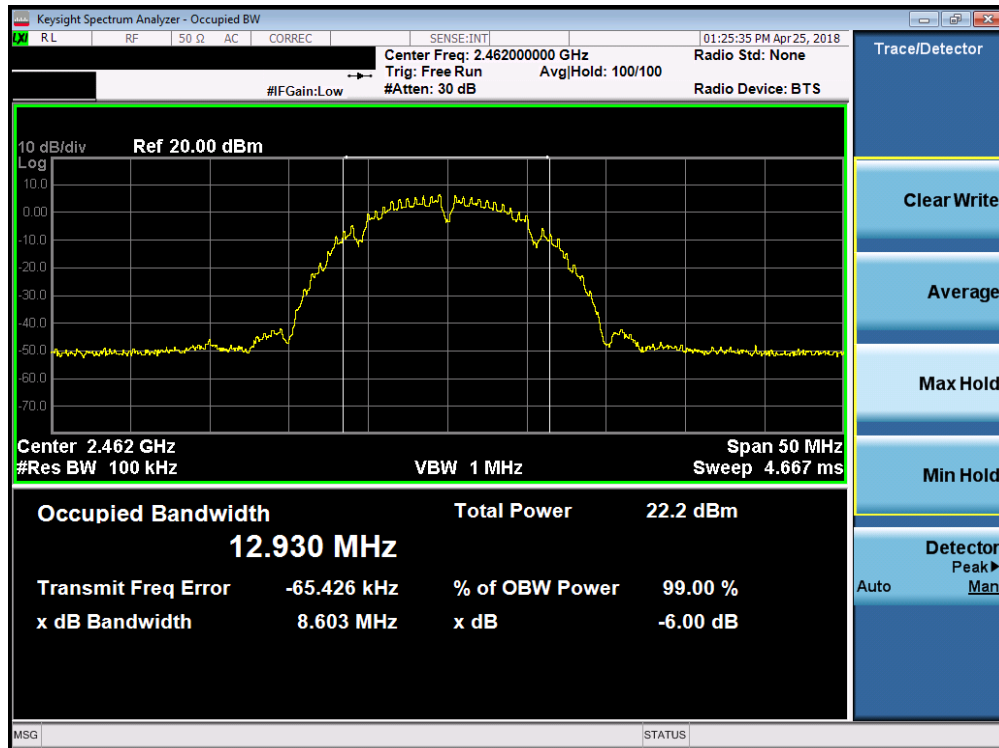 Keysight Spectrum Analyzer - Occupied BW
LXI RL RF 50 Ω AC CORREC SENSE:INT 01:25:35 PM Apr 25, 2018
Center Freq: 2.462000000 GHz Radio Std: None
Trig: Free Run Avg|Hold: 100/100
#IFGain:Low #Atten: 30 dB Radio Device: BTS
Trace/Detector
10 dB/div Ref 20.00 dBm
Log
10.0
0.00
-10.0
-20.0
-30.0
-40.0
-50.0
-60.0
-70.0
Center 2.462 GHz Span 50 MHz
#Res BW 100 kHz VBW 1 MHz Sweep 4.667 ms
Occupied Bandwidth Total Power 22.2 dBm
12.930 MHz
Transmit Freq Error -65.426 kHz % of OBW Power 99.00 %
x dB Bandwidth 8.603 MHz x dB -6.00 dB
Clear Write
Average
Max Hold
Min Hold
Detector
Peak
Auto Man
MSG STATUS